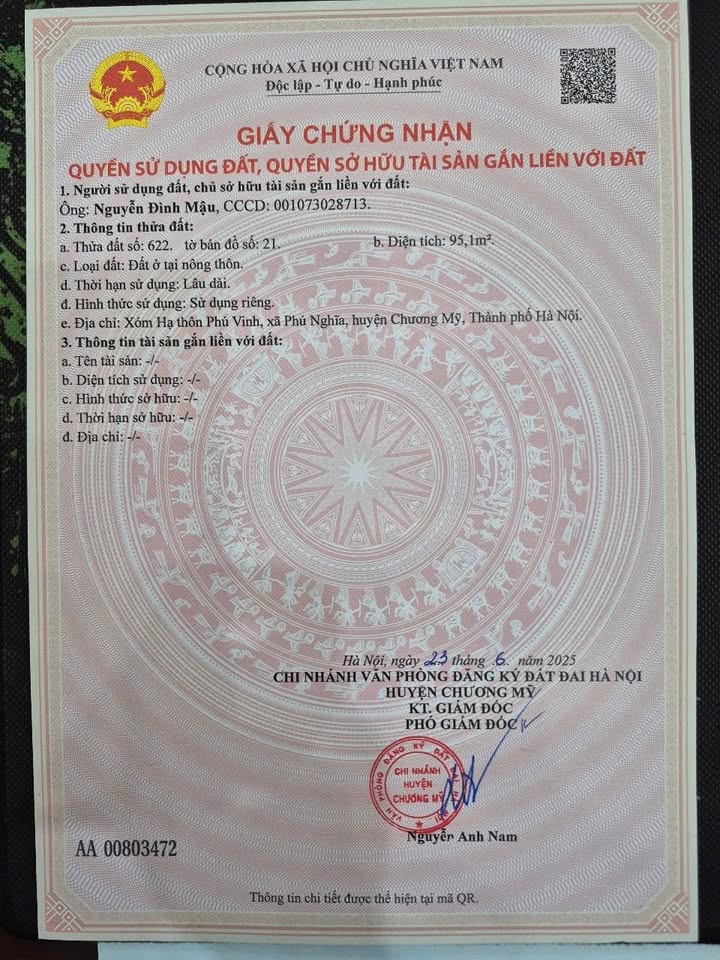 CỘNG HÒA XÃ HỘI CHỦ NGHĨA VIỆT NAM
Độc lập - Tự do - Hạnh phúc
GIẤY CHỨNG NHẬN
QUYỀN SỬ DỤNG ĐẤT, QUYỀN SỞ HỮU TÀI SẢN GẮN LIỀN VỚI ĐẤT
1. Người sử dụng đất, chủ sở hữu tài sản gắn liền với đất:
Ông: Nguyễn Đình Mậu, CCCD: 001073028713.
2. Thông tin thửa đất:
a. Thửa đất số: 622. tờ bản đồ số: 21. b. Diện tích: 95,1m².
c. Loại đất: Đất ở tại nông thôn.
d. Thời hạn sử dụng: Lâu dài.
đ. Hình thức sử dụng: Sử dụng riêng.
e. Địa chỉ: Xóm Hạ thôn Phú Vinh, xã Phú Nghĩa, huyện Chương Mỹ, Thành phố Hà Nội.
3. Thông tin tài sản gắn liền với đất:
a. Tên tài sản: -/-
b. Diện tích sử dụng: -/-
c. Hình thức sở hữu: -/-
d. Thời hạn sở hữu: -/-
đ. Địa chỉ: -/-
Hà Nội, ngày 23 tháng .6. năm 2025
CHI NHÁNH VĂN PHÒNG ĐĂNG KÝ ĐẤT ĐAI HÀ NỘI
HUYỆN CHƯƠNG MỸ
KT. GIÁM ĐỐC
PHÓ GIÁM ĐỐC
VĂN PHÒNG ĐĂNG KÝ ĐẤT ĐAI HÀ NỘI
CHI NHÁNH
HUYỆN
CHƯƠNG MỸ
Nguyễn Anh Nam
AA 00803472
Thông tin chi tiết được thể hiện tại mã QR.